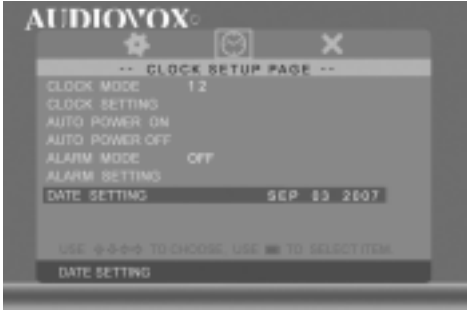 AUDIOVOX
-- CLOCK SETUP PAGE --
CLOCK MODE 12
CLOCK SETTING
AUTO POWER ON
AUTO POWER OFF
ALARM MODE OFF
ALARM SETTING
DATE SETTING SEP 03 2007
USE TO CHOOSE, USE TO SELECT ITEM.
DATE SETTING